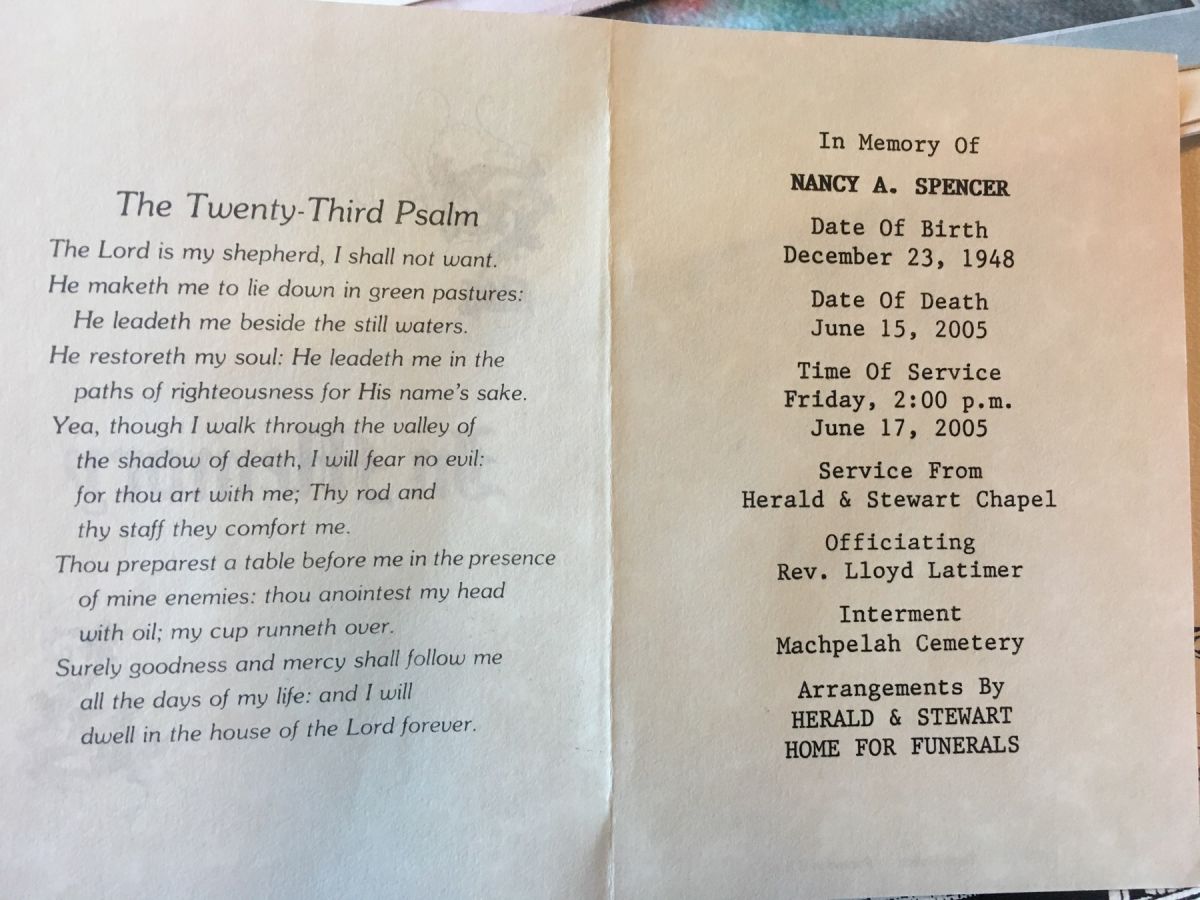 The Twenty-Third Psalm
The Lord is my shepherd, I shall not want.
He maketh me to lie down in green pastures:
He leadeth me beside the still waters.
He restoreth my soul: He leadeth me in the
paths of righteousness for His name's sake.
Yea, though I walk through the valley of
the shadow of death, I will fear no evil:
for thou art with me; Thy rod and
thy staff they comfort me.
Thou preparest a table before me in the presence
of mine enemies: thou anointest my head
with oil; my cup runneth over.
Surely goodness and mercy shall follow me
all the days of my life: and I will
dwell in the house of the Lord forever.
In Memory Of
NANCY A. SPENCER
Date Of Birth
December 23, 1948
Date Of Death
June 15, 2005
Time Of Service
Friday, 2:00 p.m.
June 17, 2005
Service From
Herald & Stewart Chapel
Officiating
Rev. Lloyd Latimer
Interment
Machpelah Cemetery
Arrangements By
HERALD & STEWART
HOME FOR FUNERALS